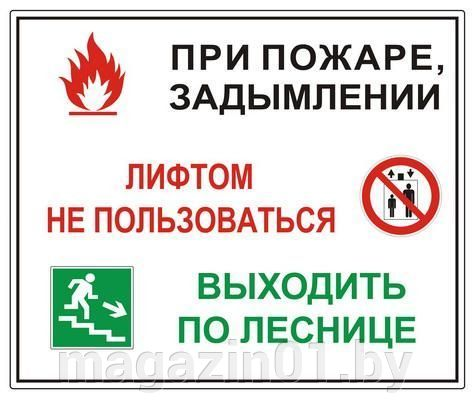 ПРИ ПОЖАРЕ,
ЗАДЫМЛЕНИИ
ЛИФТОМ
НЕ ПОЛЬЗОВАТЬСЯ
ВЫХОДИТЬ
ПО ЛЕСНИЦЕ
magazin01.by